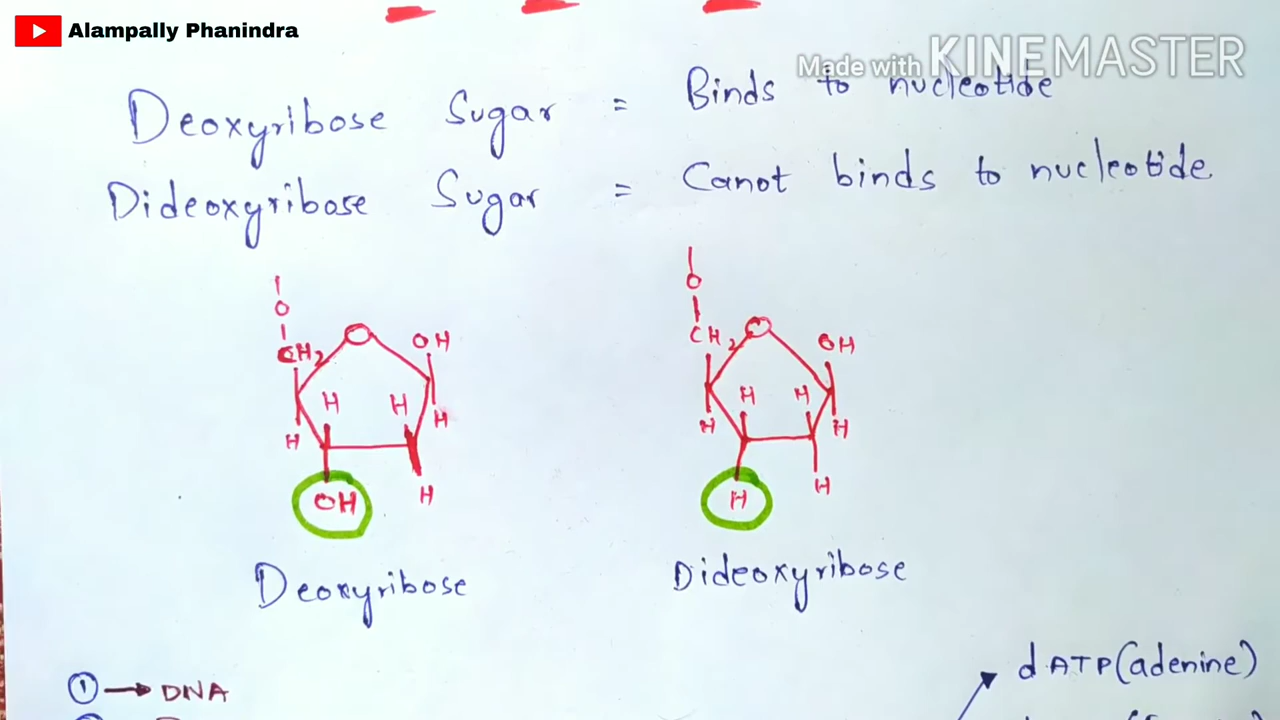 Alampally Phanindra
Made with KINEMASTER
Deoxyribose Sugar = Binds to nucleotide
Dideoxyribose Sugar = Canot binds to nucleotide
O O
CH2 O OH CH2 O OH
H H H H H H H H
OH H H H
Deoxyribose Dideoxyribose
① → DNA
dATP(adenine)